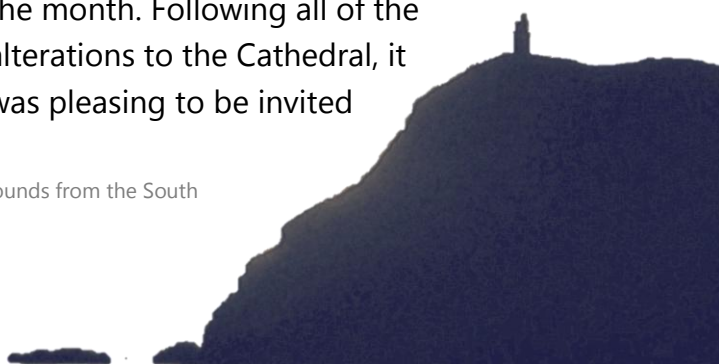 the month. Following all of the
alterations to the Cathedral, it
was pleasing to be invited
ounds from the South